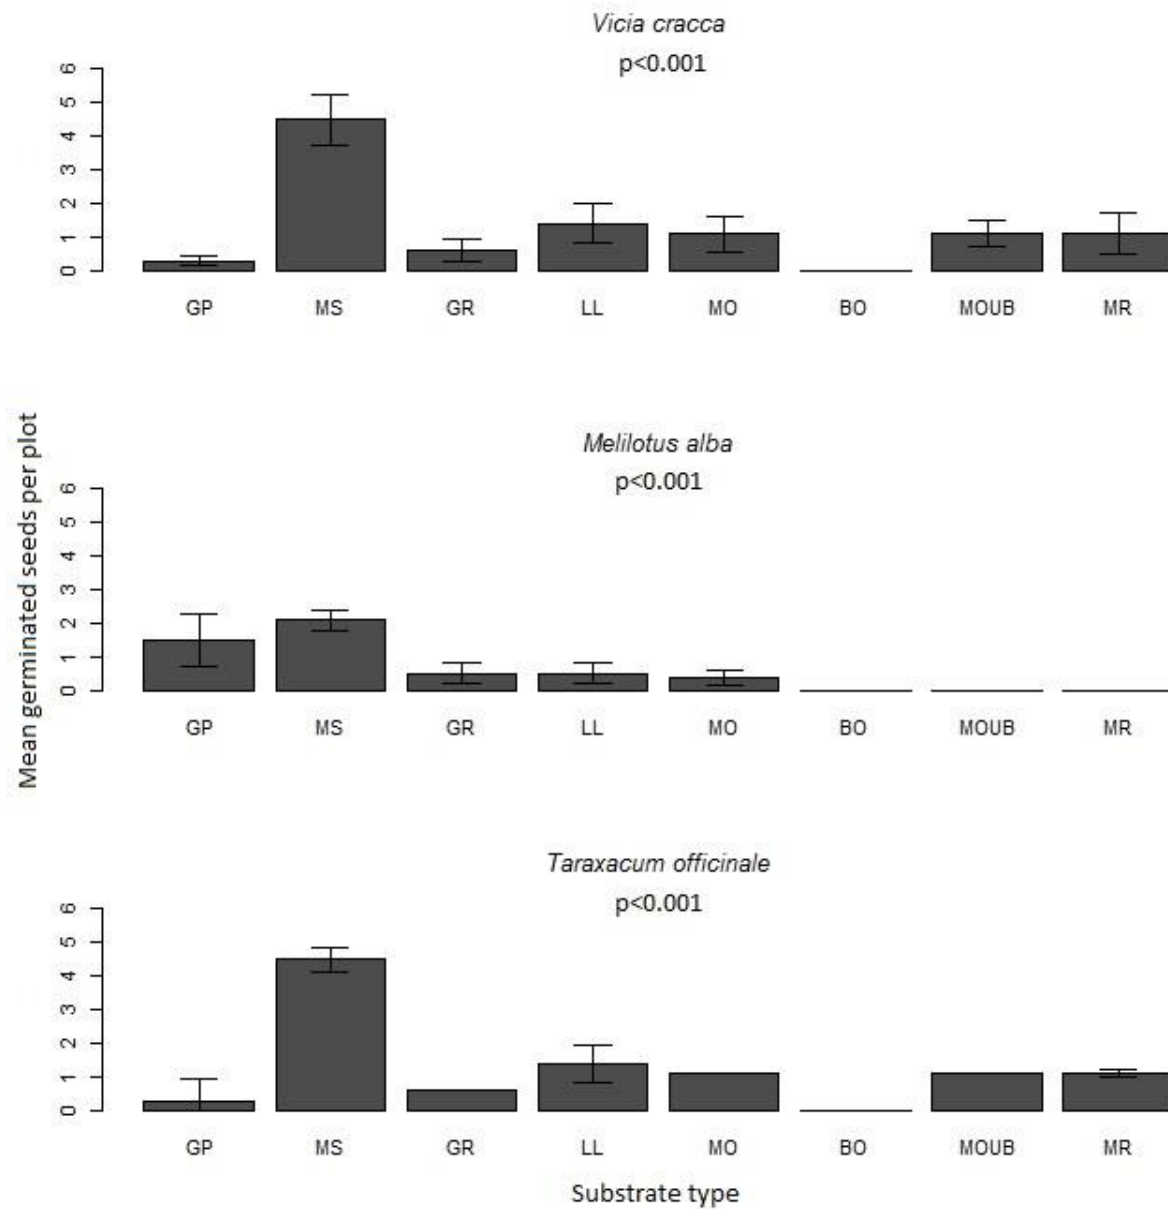 Vicia cracca
p<0.001
6
5
4
3
2
1
0
GP MS GR LL MO BO MOUB MR
Mean germinated seeds per plot
Melilotus alba
p<0.001
6
5
4
3
2
1
0
GP MS GR LL MO BO MOUB MR
Taraxacum officinale
p<0.001
6
5
4
3
2
1
0
GP MS GR LL MO BO MOUB MR
Substrate type